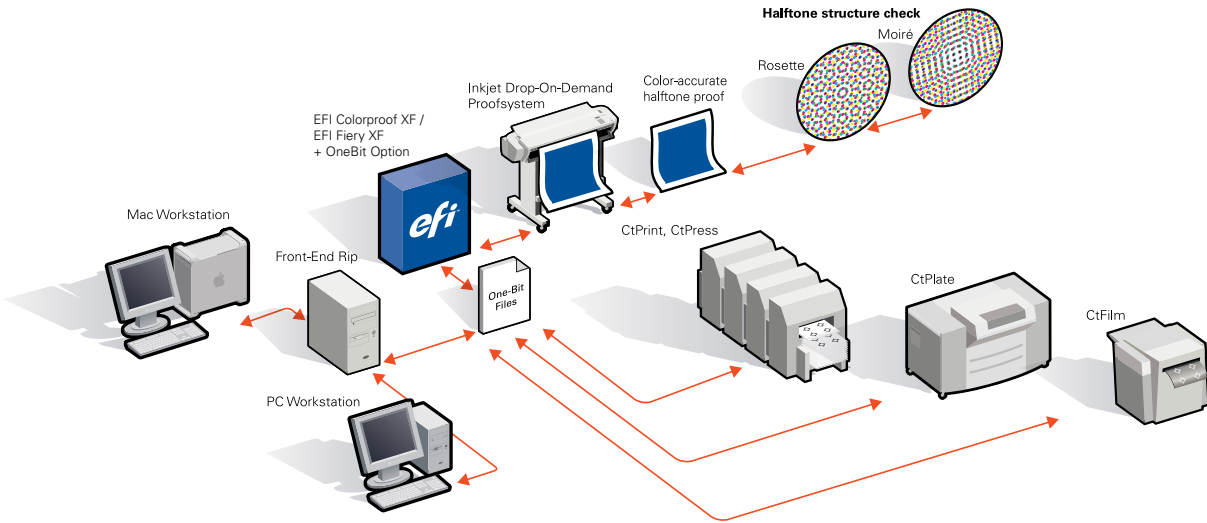 Halftone structure check
Moiré
Rosette
Inkjet Drop-On-Demand
Proofsystem
Color-accurate
halftone proof
EFI Colorproof XF /
EFI Fiery XF
+ OneBit Option
efi
Mac Workstation
CtPrint, CtPress
Front-End Rip
One-Bit
Files
CtPlate
CtFilm
PC Workstation